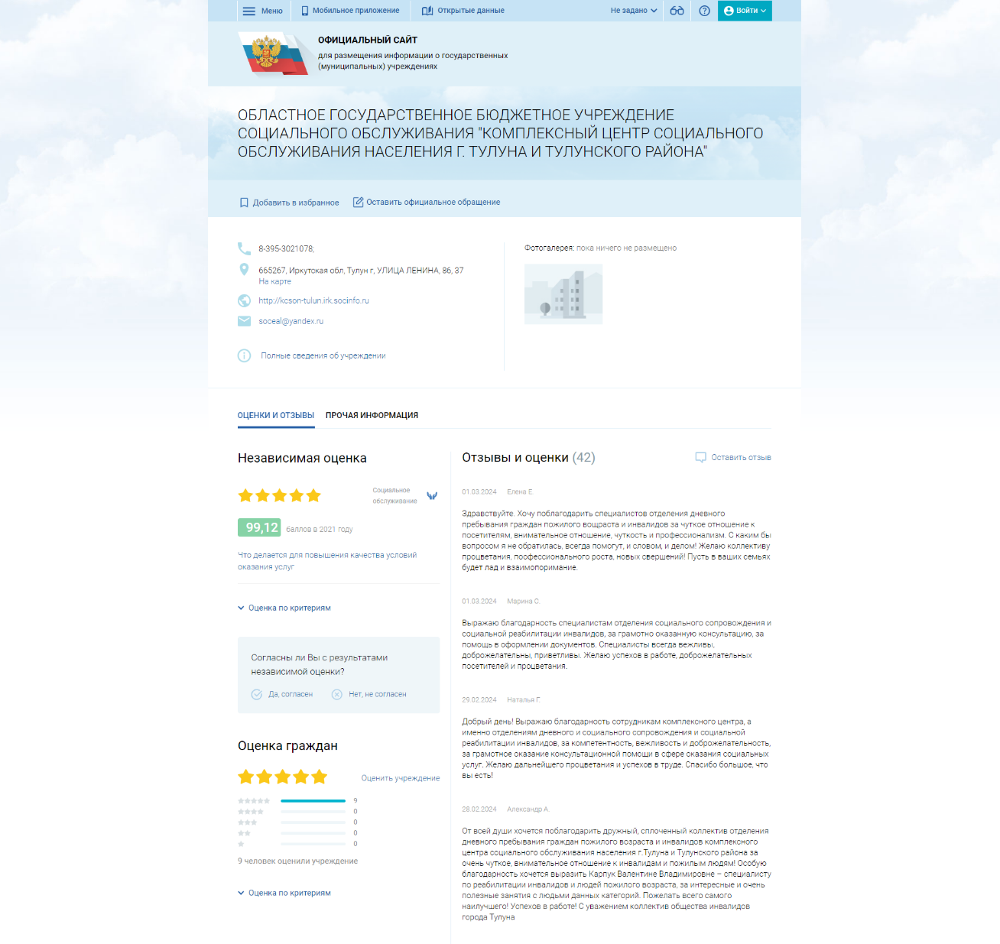 Меню
Мобильное приложение
Открытые данные
Не задано
Войти
ОФИЦИАЛЬНЫЙ САЙТ
для размещения информации о государственных
(муниципальных) учреждениях
ОБЛАСТНОЕ ГОСУДАРСТВЕННОЕ БЮДЖЕТНОЕ УЧРЕЖДЕНИЕ
СОЦИАЛЬНОГО ОБСЛУЖИВАНИЯ "КОМПЛЕКСНЫЙ ЦЕНТР СОЦИАЛЬНОГО
ОБСЛУЖИВАНИЯ НАСЕЛЕНИЯ Г. ТУЛУНА И ТУЛУНСКОГО РАЙОНА"
Добавить в избранное
Оставить официальное обращение
8-395-3021078;
665267, Иркутская обл, Тулун г, УЛИЦА ЛЕНИНА, 86, 37
На карте
http://kcson-tulun.irk.socinfo.ru
soceal@yandex.ru
Полные сведения об учреждении
Фотогалерея: пока ничего не размещено
ОЦЕНКИ И ОТЗЫВЫ
ПРОЧАЯ ИНФОРМАЦИЯ
Независимая оценка
Социальное
обслуживание
99,12 баллов в 2021 году
Что делается для повышения качества условий
оказания услуг
Оценка по критериям
Согласны ли Вы с результатами
независимой оценки?
Да, согласен
Нет, не согласен
Оценка граждан
Оценить учреждение
9
0
0
0
0
9 человек оценили учреждение
Оценка по критериям
Отзывы и оценки (42)
Оставить отзыв
01.03.2024 Елена Е.
Здравствуйте. Хочу поблагодарить специалистов отделения дневного
пребывания граждан пожилого вощраста и инвалидов за чуткое отношение к
посетителям, внимательное отношение, чуткость и профессионализм. С каким бы
вопросом я не обратилась, всегда помогут, и словом, и делом! Желаю коллективу
процветания, поофессионального роста, новых свершений! Пусть в ваших семьях
будет лад и взаимопоримание.
01.03.2024 Марина С.
Выражаю благодарность специалистам отделения социального сопровождения и
социальной реабилитации инвалидов, за грамотно оказанную консультацию, за
помощь в оформлении документов. Специалисты всегда вежливы,
доброжелательны, приветливы. Желаю успехов в работе, доброжелательных
посетителей и процветания.
29.02.2024 Наталья Г.
Добрый день! Выражаю благодарность сотрудникам комплексного центра, а
именно отделениям дневного и социального сопровождения и социальной
реабилитации инвалидов, за компетентность, вежливость и доброжелательность,
за грамотное оказание консультационной помощи в сфере оказания социальных
услуг. Желаю дальнейшего процветания и успехов в труде. Спасибо большое, что
вы есть!
28.02.2024 Александр А.
От всей души хочется поблагодарить дружный, сплоченный коллектив отделения
дневного пребывания граждан пожилого возраста и инвалидов комплексного
центра социального обслуживания населения г.Тулуна и Тулунского района за
очень чуткое, внимательное отношение к инвалидам и пожилым людям! Особую
благодарность хочется выразить Карпук Валентине Владимировне – специалисту
по реабилитации инвалидов и людей пожилого возраста, за интересные и очень
полезные занятия с людьми данных категорий. Пожелать всего самого
наилучшего! Успехов в работе! С уважением коллектив общества инвалидов
города Тулуна